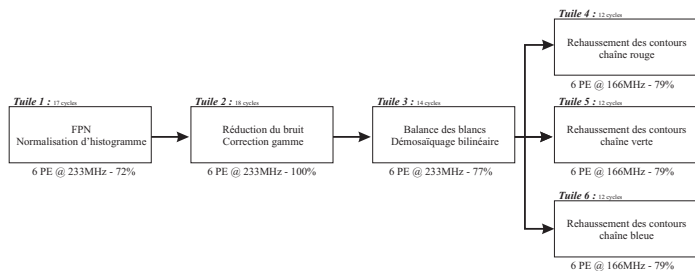 Tuile 1 : 17 cycles
FPN
Normalisation d'histogramme
6 PE @ 233MHz - 72%
Tuile 2 : 18 cycles
Réduction du bruit
Correction gamme
6 PE @ 233MHz - 100%
Tuile 3 : 14 cycles
Balance des blancs
Démosaïquage bilinéaire
6 PE @ 233MHz - 77%
Tuile 4 : 12 cycles
Rehaussement des contours
chaîne rouge
6 PE @ 166MHz - 79%
Tuile 5 : 12 cycles
Rehaussement des contours
chaîne verte
6 PE @ 166MHz - 79%
Tuile 6 : 12 cycles
Rehaussement des contours
chaîne bleue
6 PE @ 166MHz - 79%